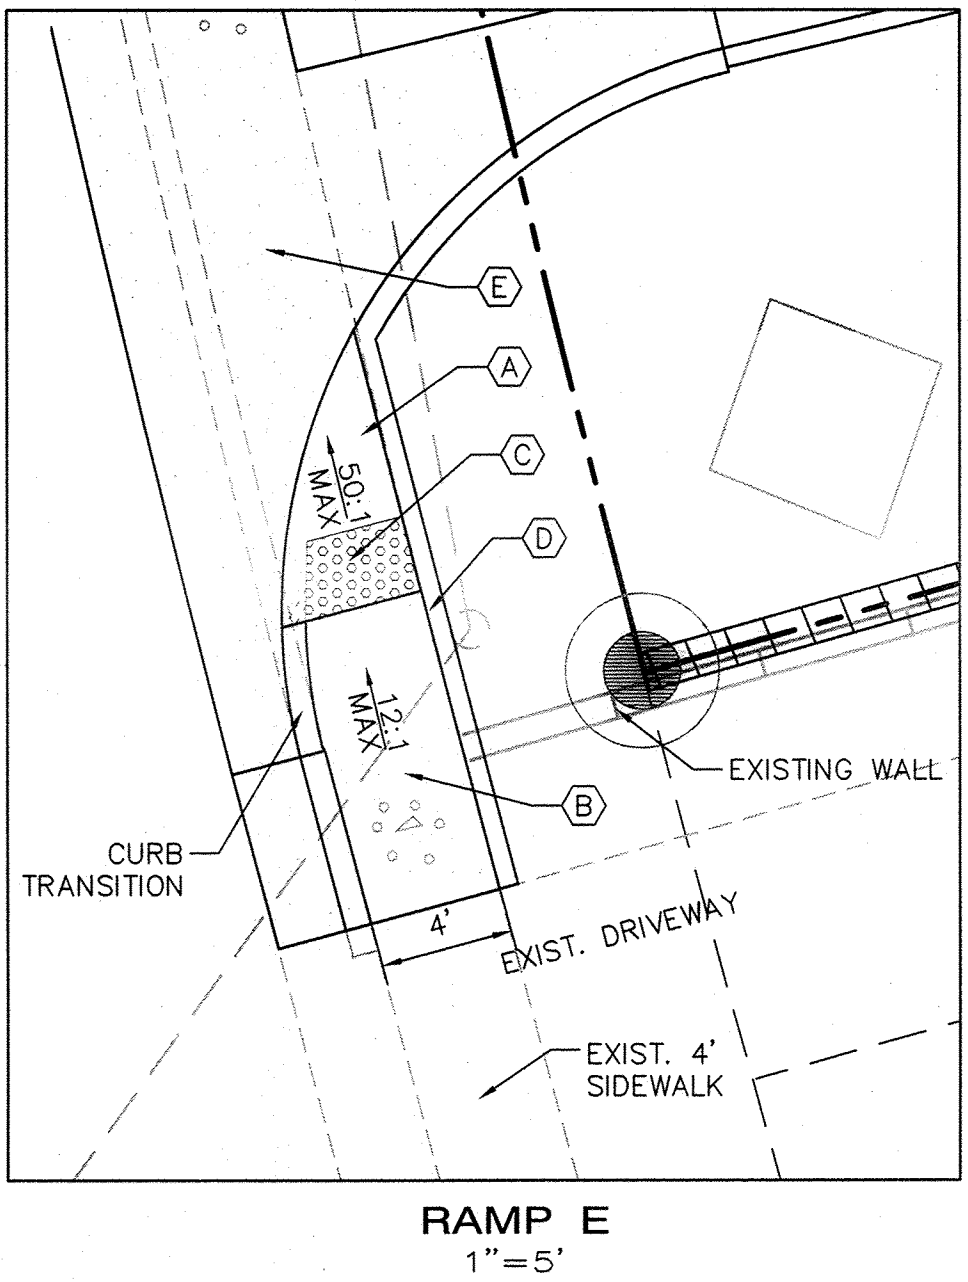 E
A
C
50:1
MAX
D
12:1
MAX
EXISTING WALL
B
CURB
TRANSITION
4'
EXIST. DRIVEWAY
EXIST. 4'
SIDEWALK
RAMP E
1"=5'